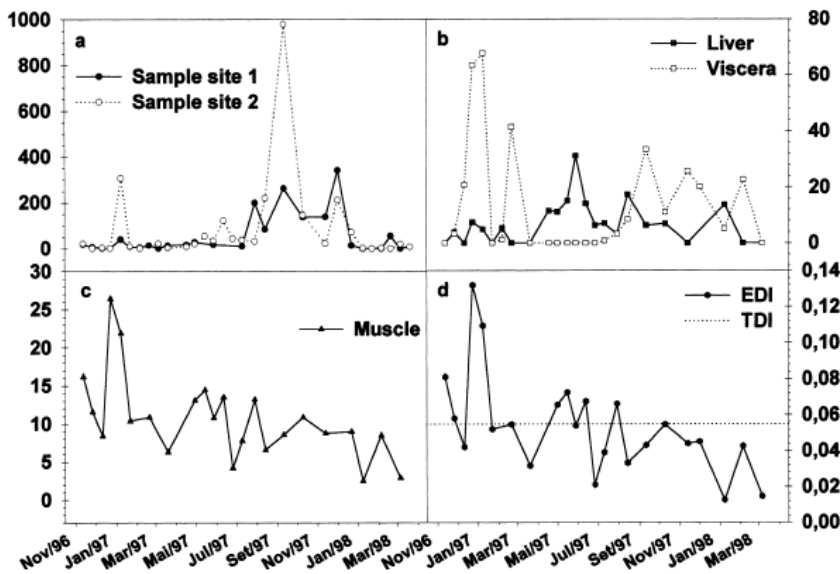 1000
800
600
400
200
0
a
Sample site 1
Sample site 2
b
Liver
Viscera
80
60
40
20
0
30
25
20
15
10
5
0
c
Muscle
d
EDI
TDI
0,14
0,12
0,10
0,08
0,06
0,04
0,02
0,00
Nov/96
Jan/97
Mar/97
Mai/97
Jul/97
Set/97
Nov/97
Jan/98
Mar/98
Nov/96
Jan/97
Mar/97
Mai/97
Jul/97
Set/97
Nov/97
Jan/98
Mar/98